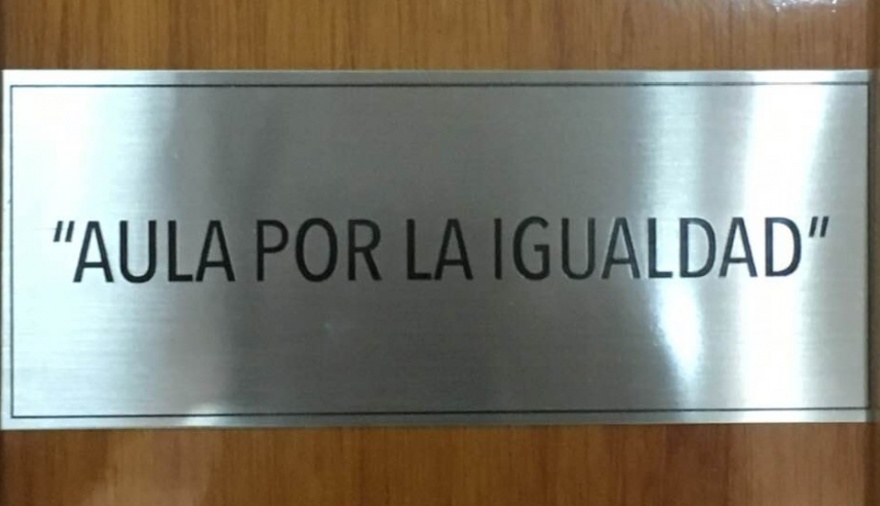 "AULA POR LA IGUALDAD"